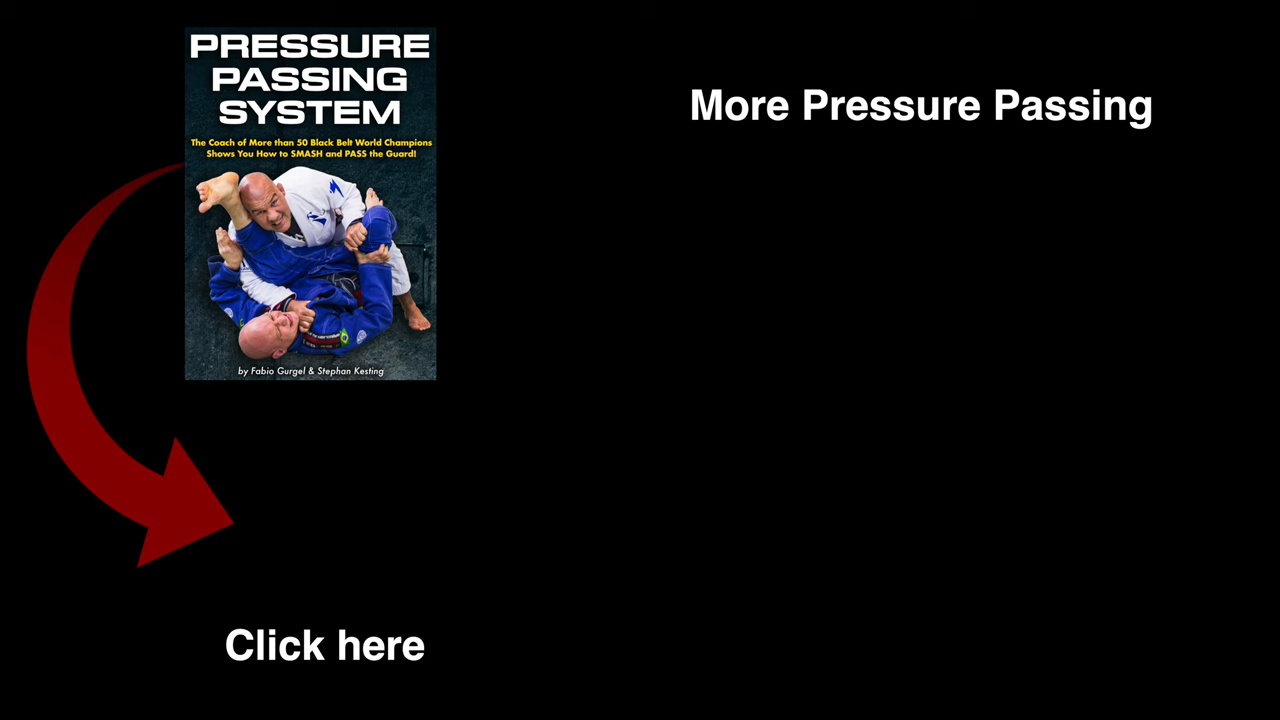 PRESSURE
PASSING
SYSTEM
The Coach of More than 50 Black Belt World Champions
Shows You How to SMASH and PASS the Guard!
by Fabio Gurgel & Stephan Kesting
More Pressure Passing
Click here